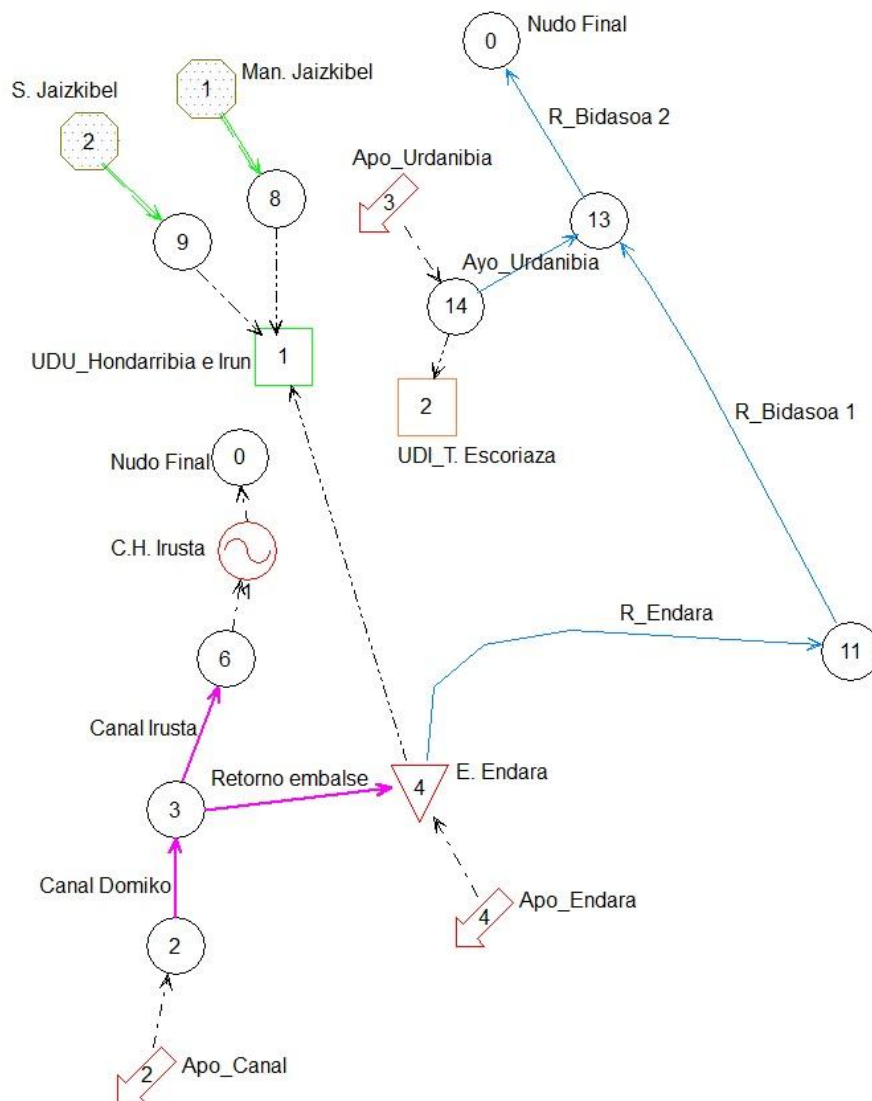 0
Nudo Final
S. Jaizkibel
1
Man. Jaizkibel
2
R_Bidasoa 2
Apo_Urdanibia
3
8
9
13
Ayo_Urdanibia
14
UDU_Hondarribia e Irun
1
2
R_Bidasoa 1
UDI_T. Escoriaza
Nudo Final
0
C.H. Irusta
1
R_Endara
6
11
Canal Irusta
Retorno embalse
4
E. Endara
3
Canal Domiko
4
Apo_Endara
2
2
Apo_Canal